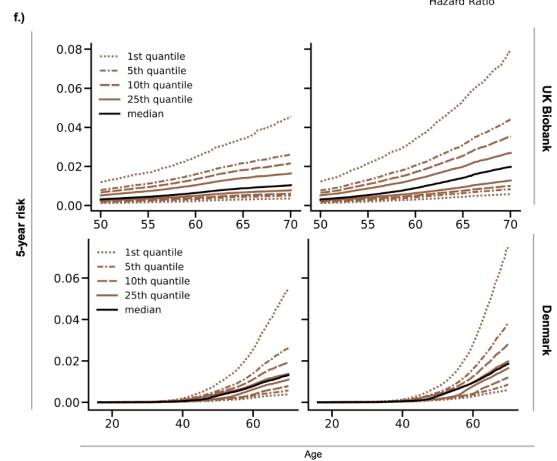 Hazard Ratio
f.)
0.08
0.06
0.04
0.02
0.00
1st quantile
5th quantile
10th quantile
25th quantile
median
50 55 60 65 70
50 55 60 65 70
UK Biobank
5-year risk
0.06
0.04
0.02
0.00
1st quantile
5th quantile
10th quantile
25th quantile
median
20 40 60
20 40 60
Denmark
Age